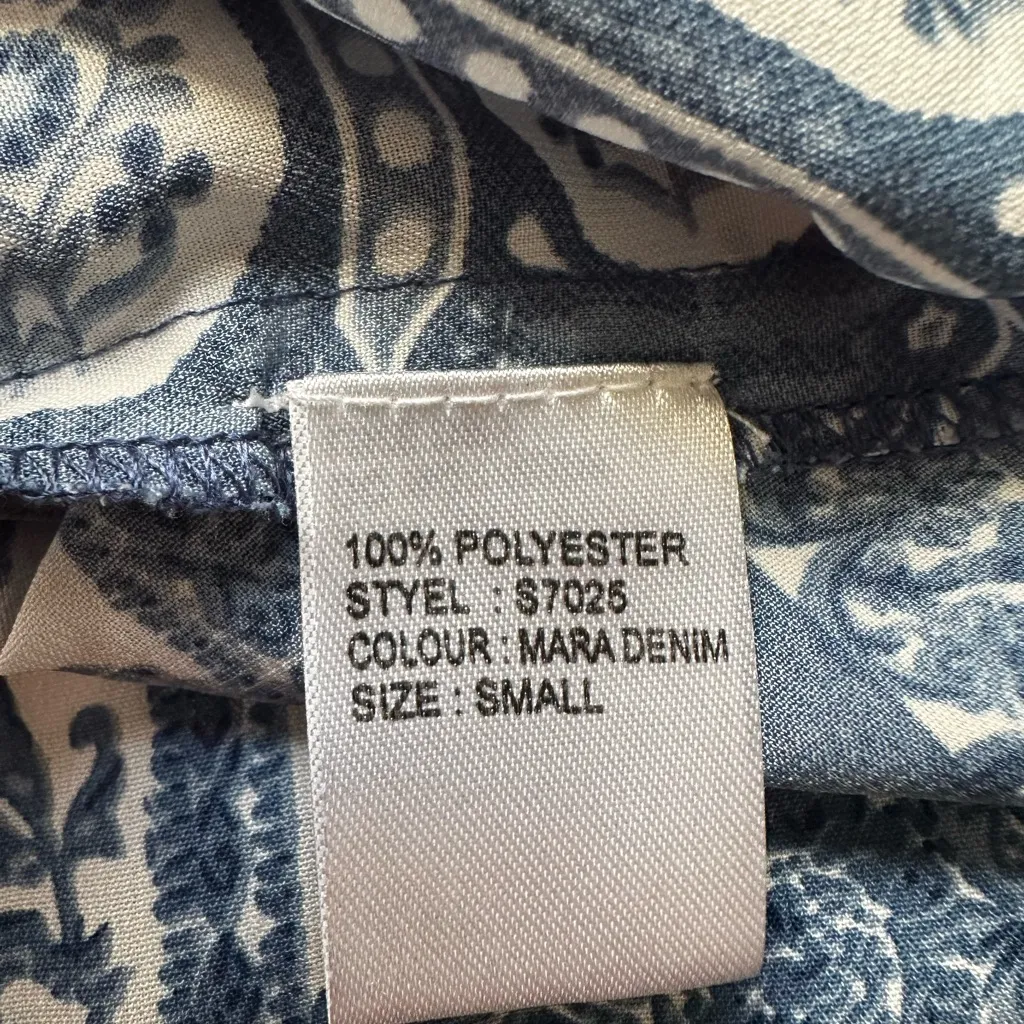 100% POLYESTER
STYEL : S7025
COLOUR : MARA DENIM
SIZE : SMALL